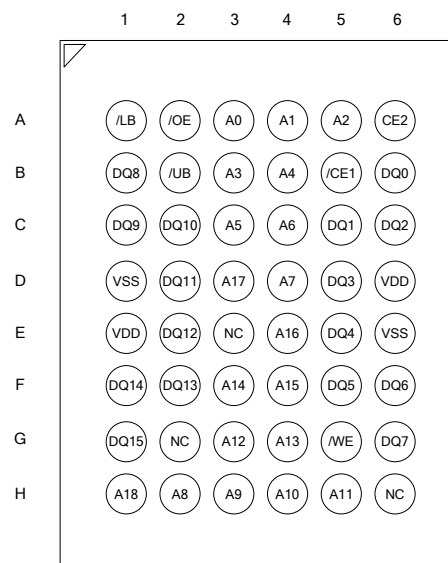 1 2 3 4 5 6
A /LB /OE A0 A1 A2 CE2
B DQ8 /UB A3 A4 /CE1 DQ0
C DQ9 DQ10 A5 A6 DQ1 DQ2
D VSS DQ11 A17 A7 DQ3 VDD
E VDD DQ12 NC A16 DQ4 VSS
F DQ14 DQ13 A14 A15 DQ5 DQ6
G DQ15 NC A12 A13 /WE DQ7
H A18 A8 A9 A10 A11 NC